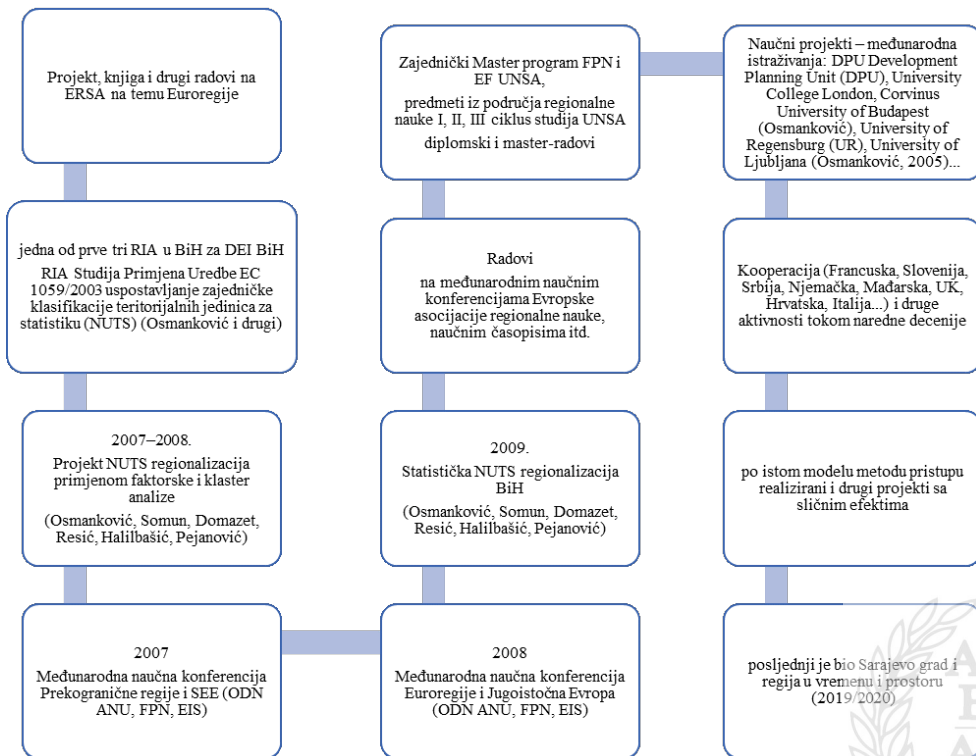 Projekt, knjiga i drugi radovi na
ERSA na temu Euroregije
jedna od prve tri RIA u BiH za DEI BiH
RIA Studija Primjena Uredbe EC
1059/2003 uspostavljanje zajedničke
klasifikacije teritorijalnih jedinica za
statistiku (NUTS) (Osmanković i drugi)
2007–2008.
Projekt NUTS regionalizacija
primjenom faktorske i klaster
analize
(Osmanković, Somun, Domazet,
Resić, Halilbašić, Pejanović)
2007
Međunarodna naučna konferencija
Prekogranične regije i SEE (ODN
ANU, FPN, EIS)
2008
Međunarodna naučna konferencija
Euroregije i Jugoistočna Evropa
(ODN ANU, FPN, EIS)
2009.
Statistička NUTS regionalizacija
BiH
(Osmanković, Somun, Domazet,
Resić, Halilbašić, Pejanović)
Radovi
na međunarodnim naučnim
konferencijama Evropske
asocijacije regionalne nauke,
naučnim časopisima itd.
Zajednički Master program FPN i
EF UNSA,
predmeti iz područja regionalne
nauke I, II, III ciklus studija UNSA
diplomski i master-radovi
Naučni projekti – međunarodna
istraživanja: DPU Development
Planning Unit (DPU), University
College London, Corvinus
University of Budapest
(Osmanković), University of
Regensburg (UR), University of
Ljubljana (Osmanković, 2005)...
Kooperacija (Francuska, Slovenija,
Srbija, Njemačka, Mađarska, UK,
Hrvatska, Italija...) i druge
aktivnosti tokom naredne decenije
po istom modelu metodu pristupu
realizirani i drugi projekti sa
sličnim efektima
posljednji je bio Sarajevo grad i
regija u vremenu i prostoru
(2019/2020)